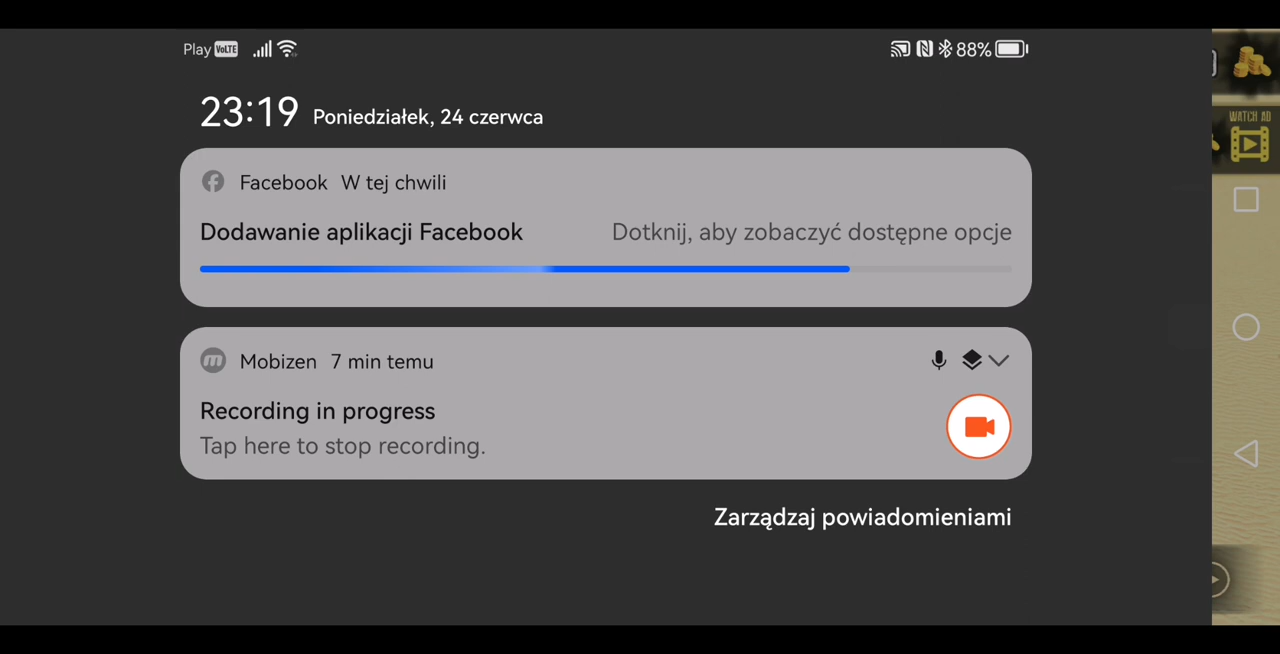 Play VoLTE 88%
23:19 Poniedziałek, 24 czerwca
Facebook W tej chwili
Dodawanie aplikacji Facebook Dotknij, aby zobaczyć dostępne opcje
Mobizen 7 min temu
Recording in progress
Tap here to stop recording.
Zarządzaj powiadomieniami
WATCH AD